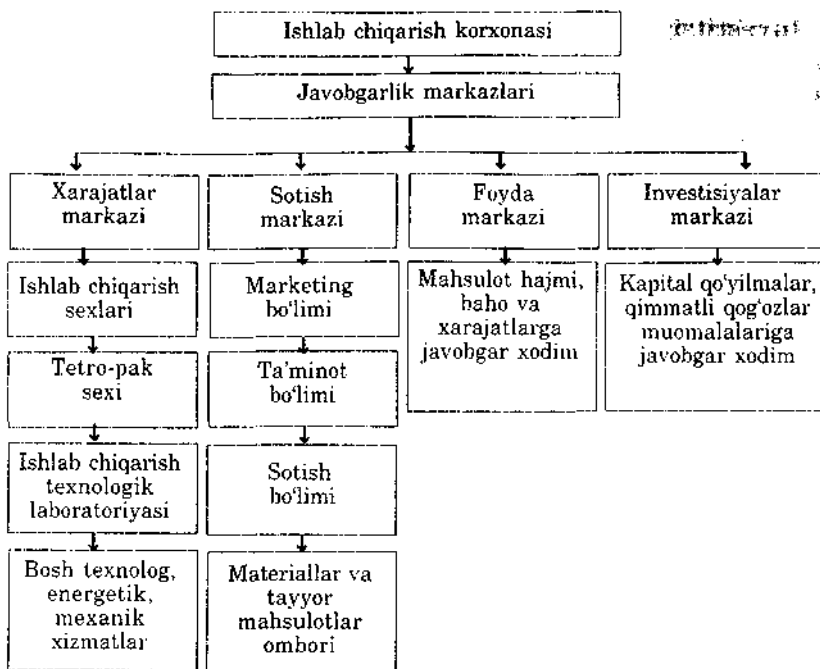 Ishlab chiqarish korxonasi
Javobgarlik markazlari
Xarajatlar
markazi
Sotish
markazi
Foyda
markazi
Investisiyalar
markazi
Ishlab chiqarish
sexlari
Marketing
bo'limi
Mahsulot hajmi,
baho va
xarajatlarga
javobgar xodim
Kapital qo'yilmalar,
qimmatli qog'ozlar
muomalalariga
javobgar xodim
Tetro-pak
sexi
Ta'minot
bo'limi
Ishlab chiqarish
texnologik
laboratoriyasi
Sotish
bo'limi
Bosh texnolog,
energetik,
mexanik
xizmatlar
Materiallar va
tayyor
mahsulotlar
ombori